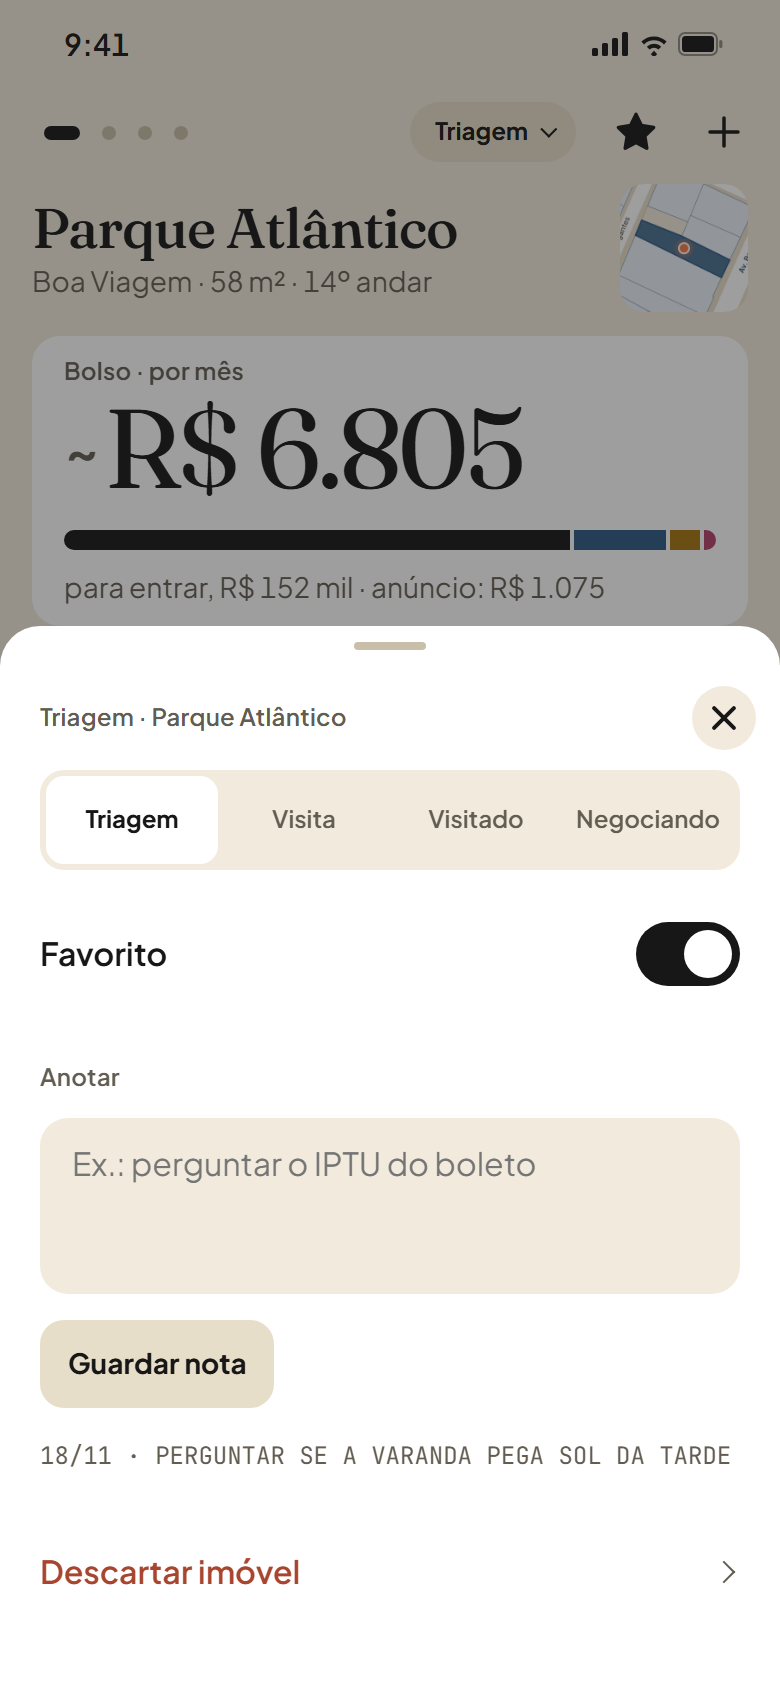 9:41
Triagem
Parque Atlântico
Boa Viagem · 58 m² · 14º andar
Bolso · por mês
~R$ 6.805
para entrar, R$ 152 mil · anúncio: R$ 1.075
Triagem · Parque Atlântico
Triagem Visita Visitado Negociando
Favorito
Anotar
Ex.: perguntar o IPTU do boleto
Guardar nota
18/11 · PERGUNTAR SE A VARANDA PEGA SOL DA TARDE
Descartar imóvel